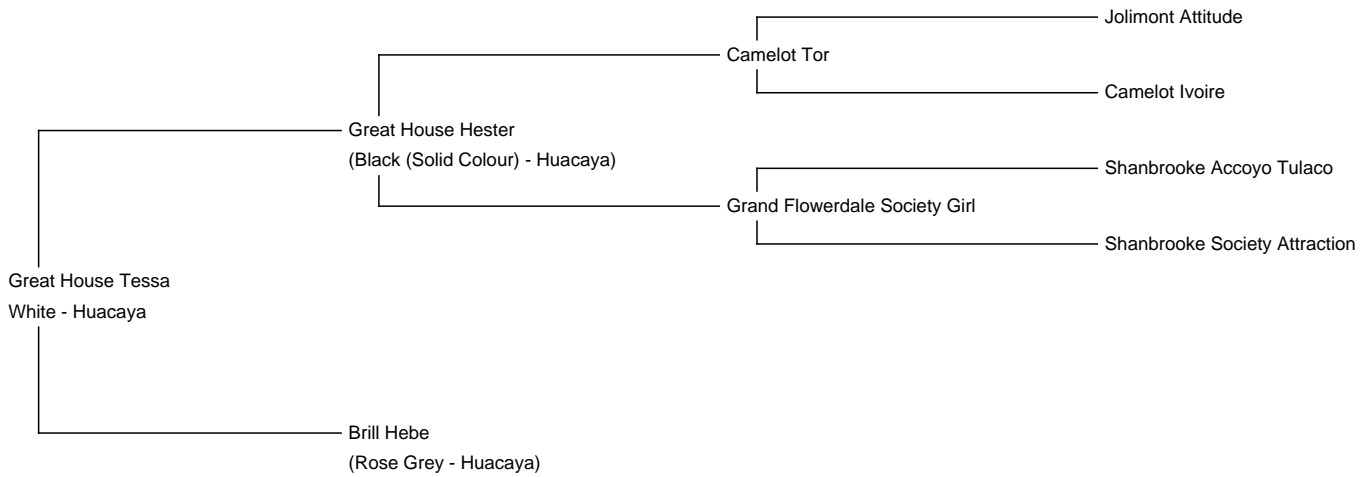 Jolimont Attitude
Camelot Tor
Camelot Ivoire
Great House Hester
(Black (Solid Colour) - Huacaya)
Shanbrooke Accoyo Tulaco
Grand Flowerdale Society Girl
Shanbrooke Society Attraction
Great House Tessa
White - Huacaya
Brill Hebe
(Rose Grey - Huacaya)